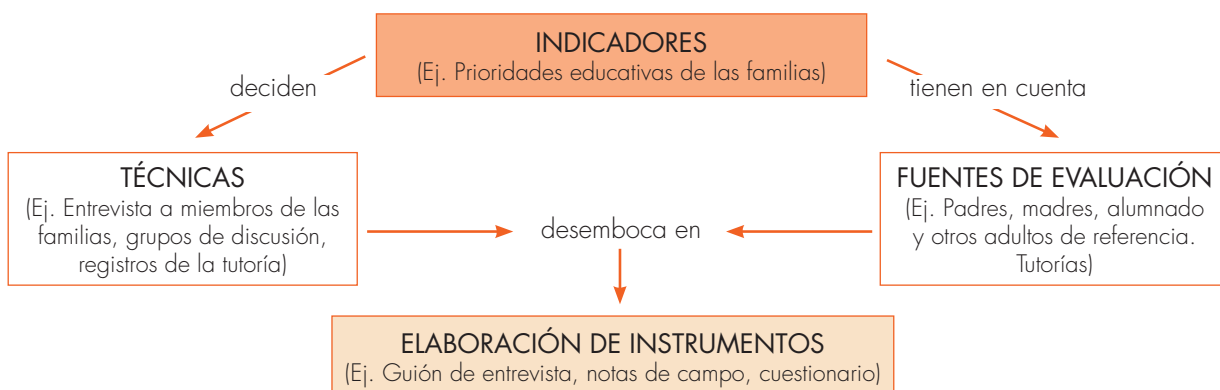 INDICADORES
(Ej. Prioridades educativas de las familias)
deciden
tienen en cuenta
TÉCNICAS
(Ej. Entrevista a miembros de las
familias, grupos de discusión,
registros de la tutoría)
FUENTES DE EVALUACIÓN
(Ej. Padres, madres, alumnado
y otros adultos de referencia.
Tutorías)
desemboca en
ELABORACIÓN DE INSTRUMENTOS
(Ej. Guión de entrevista, notas de campo, cuestionario)